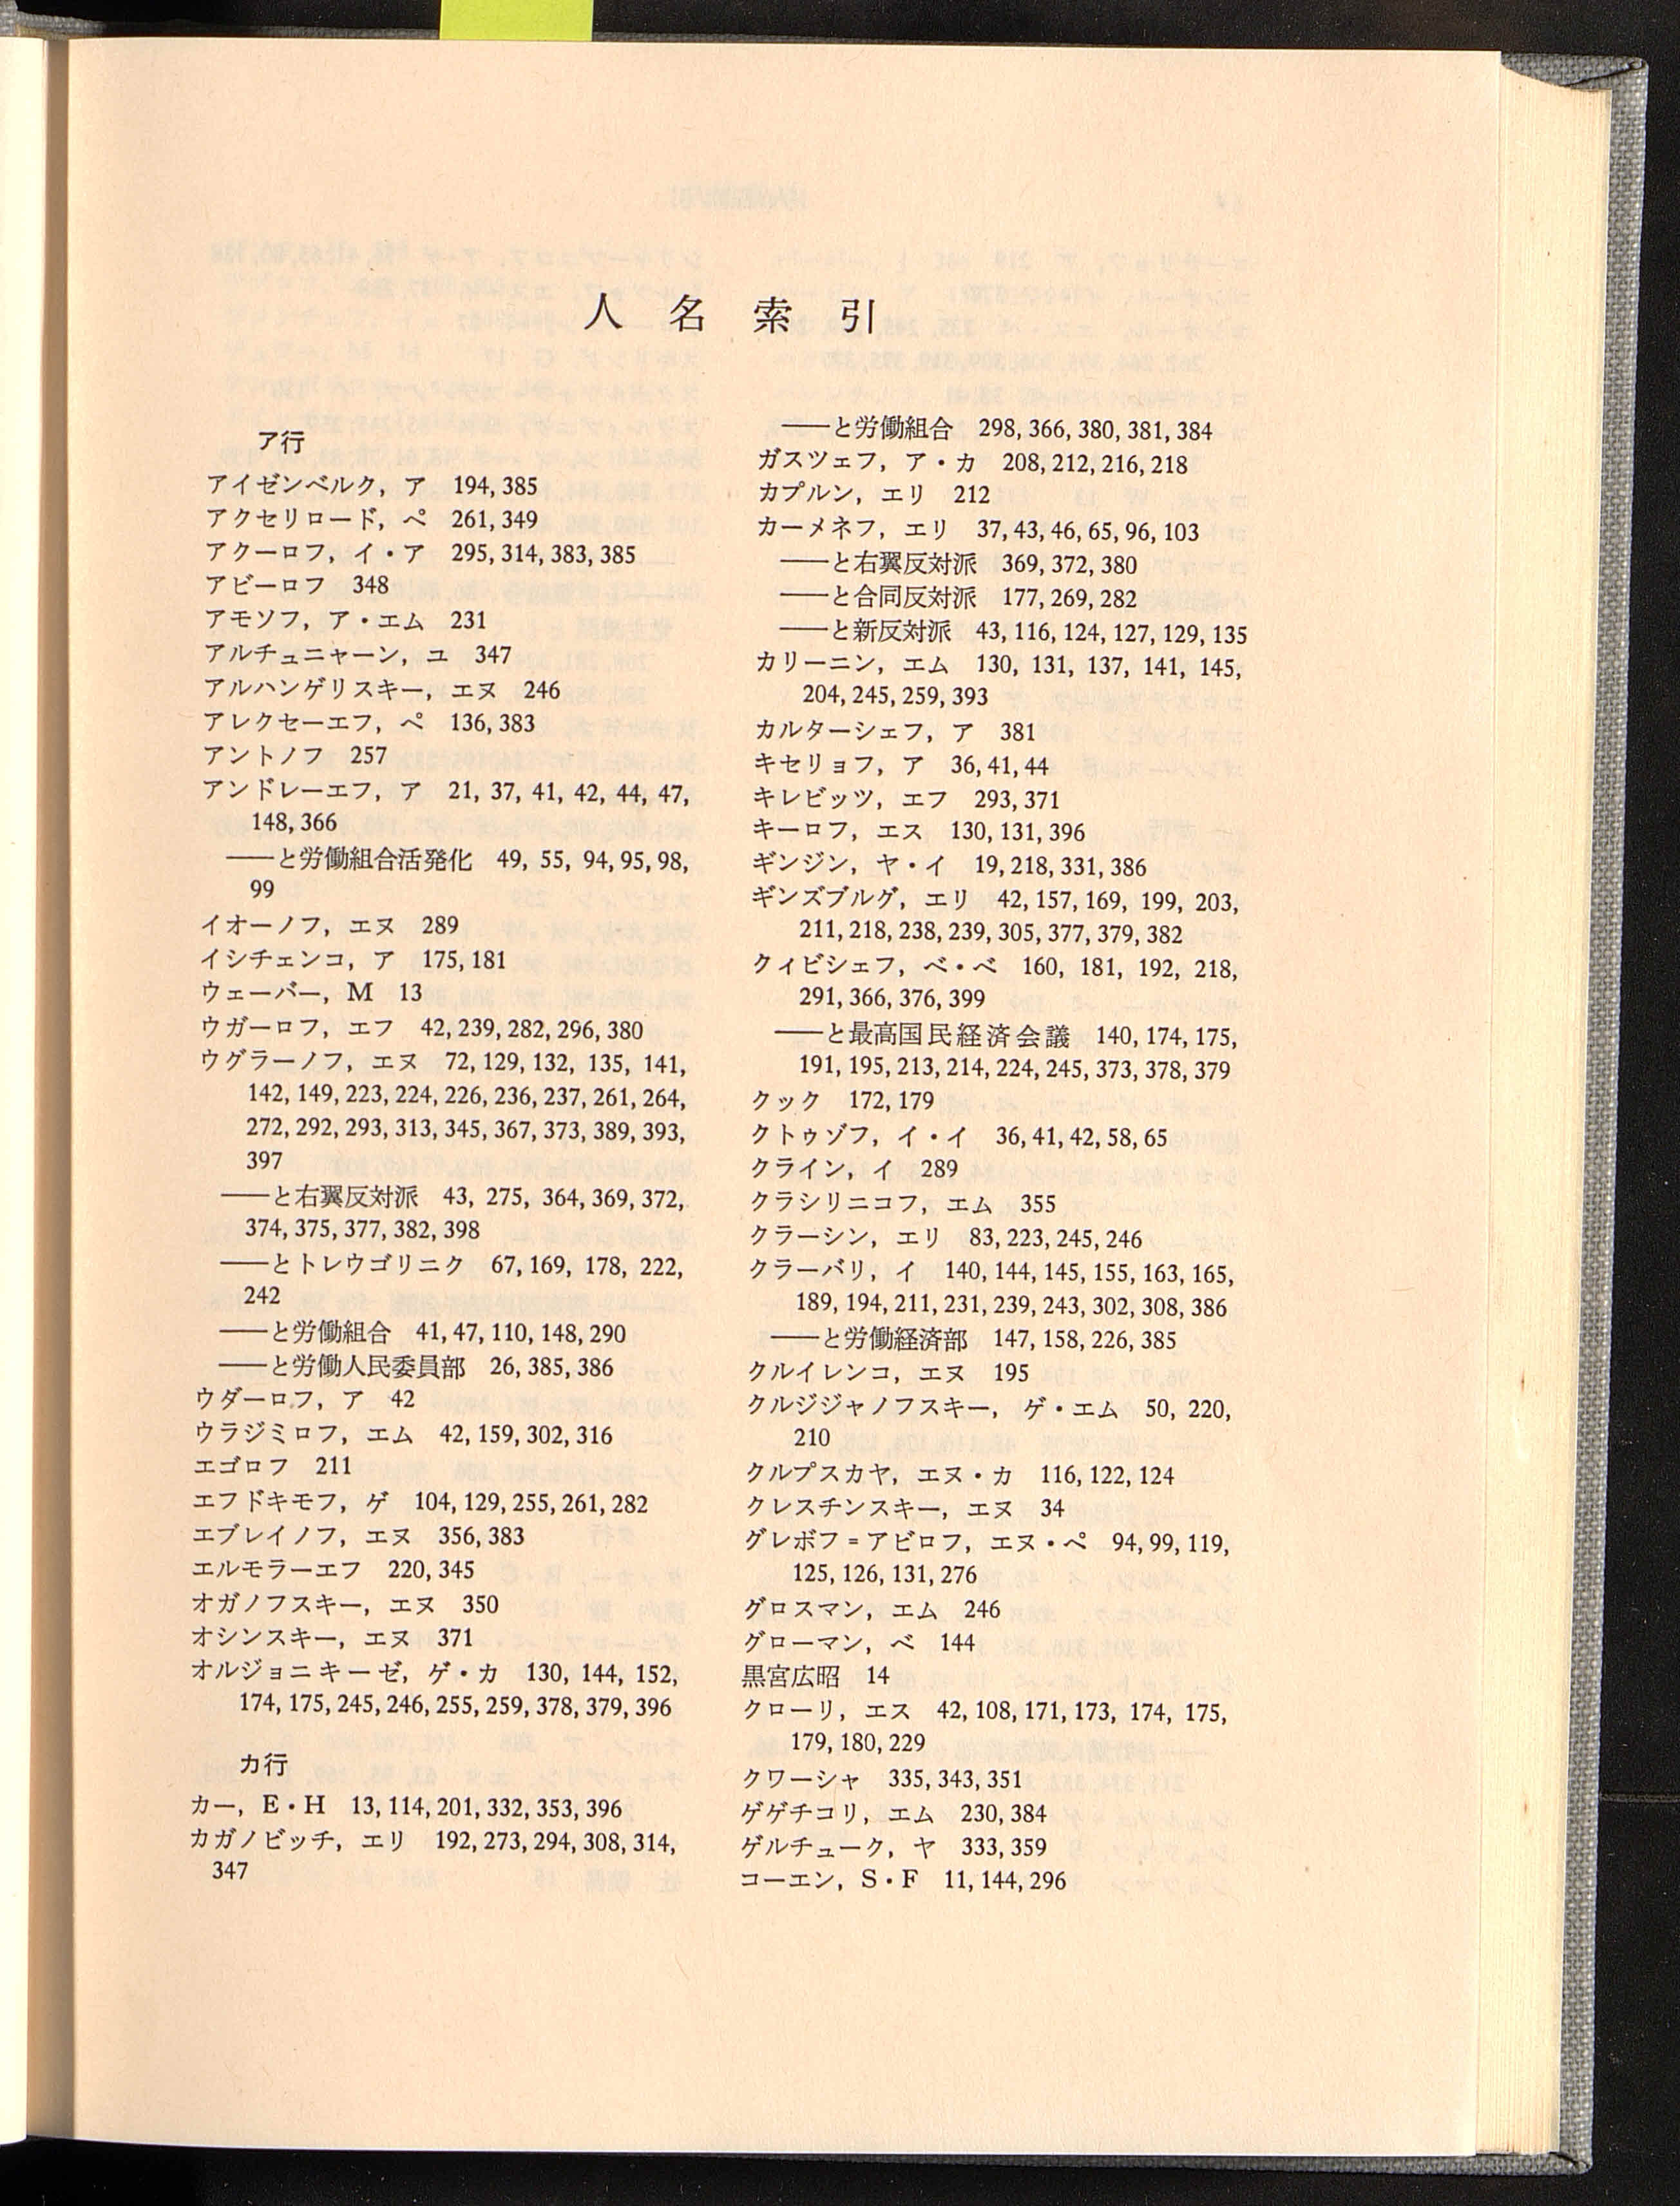 人名索引
ア行
アイゼンベルク，ア　194, 385
アクセリロード，ペ　261, 349
アクーロフ，イ・ア　295, 314, 383, 385
アビーロフ　348
アモソフ，ア・エム　231
アルチュニャーン，ユ　347
アルハンゲリスキー，エヌ　246
アレクセーエフ，ペ　136, 383
アントノフ　257
アンドレーエフ，ア　21, 37, 41, 42, 44, 47,
148, 366
――と労働組合活発化　49, 55, 94, 95, 98,
99
イオーノフ，エヌ　289
イシチェンコ，ア　175, 181
ウェーバー，M　13
ウガーロフ，エフ　42, 239, 282, 296, 380
ウグラーノフ，エヌ　72, 129, 132, 135, 141,
142, 149, 223, 224, 226, 236, 237, 261, 264,
272, 292, 293, 313, 345, 367, 373, 389, 393,
397
――と右翼反対派　43, 275, 364, 369, 372,
374, 375, 377, 382, 398
――とトレウゴリニク　67, 169, 178, 222,
242
――と労働組合　41, 47, 110, 148, 290
――と労働人民委員部　26, 385, 386
ウダーロフ，ア　42
ウラジミロフ，エム　42, 159, 302, 316
エゴロフ　211
エフドキモフ，ゲ　104, 129, 255, 261, 282
エブレイノフ，エヌ　356, 383
エルモラーエフ　220, 345
オガノフスキー，エヌ　350
オシンスキー，エヌ　371
オルジョニキーゼ，ゲ・カ　130, 144, 152,
174, 175, 245, 246, 255, 259, 378, 379, 396
カ行
カー，E・H　13, 114, 201, 332, 353, 396
カガノビッチ，エリ　192, 273, 294, 308, 314,
347
――と労働組合　298, 366, 380, 381, 384
ガスツェフ，ア・カ　208, 212, 216, 218
カプルン，エリ　212
カーメネフ，エリ　37, 43, 46, 65, 96, 103
――と右翼反対派　369, 372, 380
――と合同反対派　177, 269, 282
――と新反対派　43, 116, 124, 127, 129, 135
カリーニン，エム　130, 131, 137, 141, 145,
204, 245, 259, 393
カルターシェフ，ア　381
キセリョフ，ア　36, 41, 44
キレビッツ，エフ　293, 371
キーロフ，エス　130, 131, 396
ギンジン，ヤ・イ　19, 218, 331, 386
ギンズブルグ，エリ　42, 157, 169, 199, 203,
211, 218, 238, 239, 305, 377, 379, 382
クィビシェフ，ベ・ベ　160, 181, 192, 218,
291, 366, 376, 399
――と最高国民経済会議　140, 174, 175,
191, 195, 213, 214, 224, 245, 373, 378, 379
クック　172, 179
クトゥゾフ，イ・イ　36, 41, 42, 58, 65
クライン，イ　289
クラシリニコフ，エム　355
クラーシン，エリ　83, 223, 245, 246
クラーバリ，イ　140, 144, 145, 155, 163, 165,
189, 194, 211, 231, 239, 243, 302, 308, 386
――と労働経済部　147, 158, 226, 385
クルイレンコ，エヌ　195
クルジジャノフスキー，ゲ・エム　50, 220,
210
クルプスカヤ，エヌ・カ　116, 122, 124
クレスチンスキー，エヌ　34
グレボフ＝アビロフ，エヌ・ペ　94, 99, 119,
125, 126, 131, 276
グロスマン，エム　246
グローマン，ベ　144
黒宮広昭　14
クローリ，エス　42, 108, 171, 173, 174, 175,
179, 180, 229
クワーシャ　335, 343, 351
ゲゲチコリ，エム　230, 384
ゲルチューク，ヤ　333, 359
コーエン，S・F　11, 144, 296